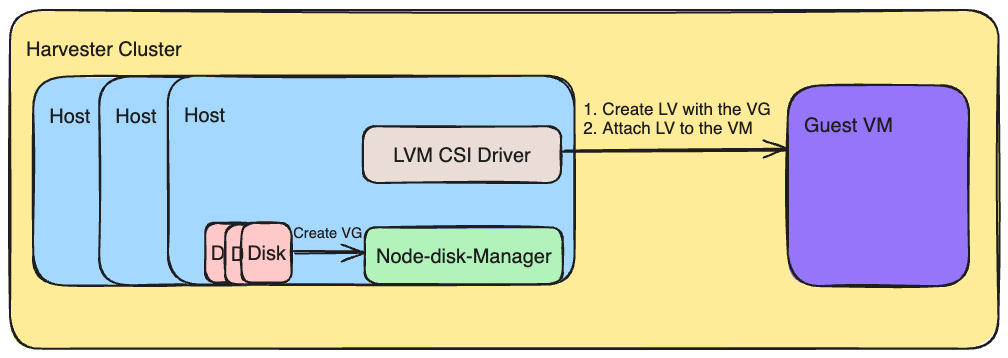 Harvester Cluster
Host
Host
Host
1. Create LV with the VG
2. Attach LV to the VM
Guest VM
LVM CSI Driver
D
D
Disk
Create VG
Node-disk-Manager